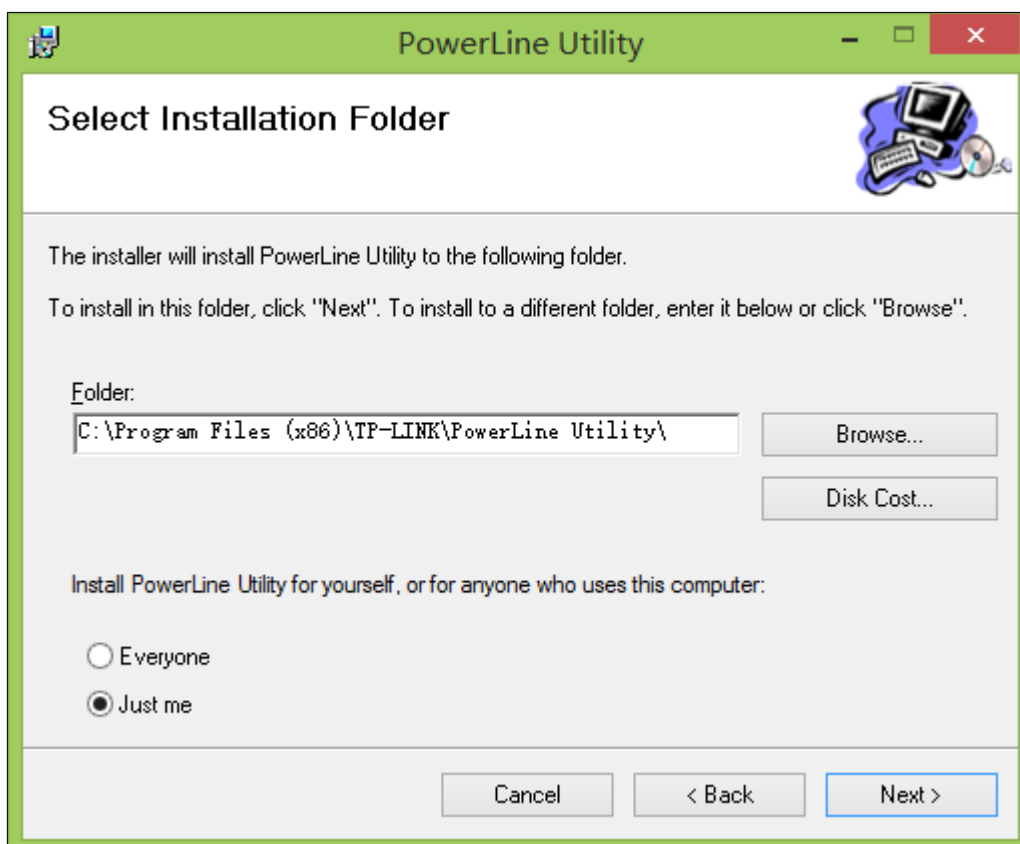 PowerLine Utility
Select Installation Folder
The installer will install PowerLine Utility to the following folder.
To install in this folder, click "Next". To install to a different folder, enter it below or click "Browse".
Folder:
C:\Program Files (x86)\TP-LINK\PowerLine Utility\
Browse...
Disk Cost...
Install PowerLine Utility for yourself, or for anyone who uses this computer:
Everyone
Just me
Cancel
< Back
Next >